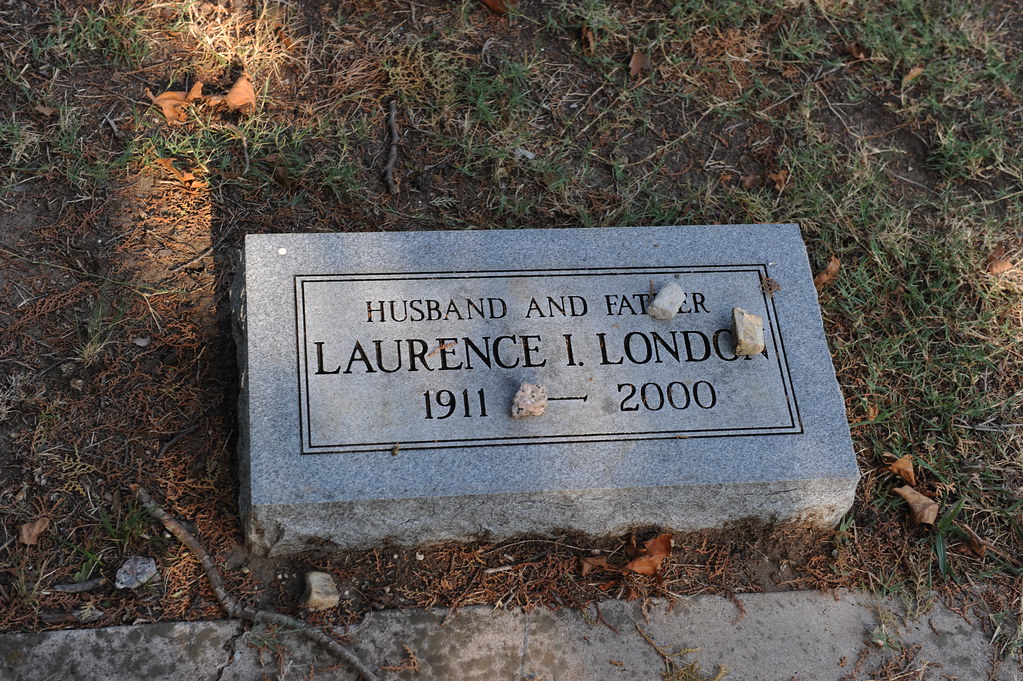 HUSBAND AND FATHER
LAURENCE I. LONDON
1911 — 2000